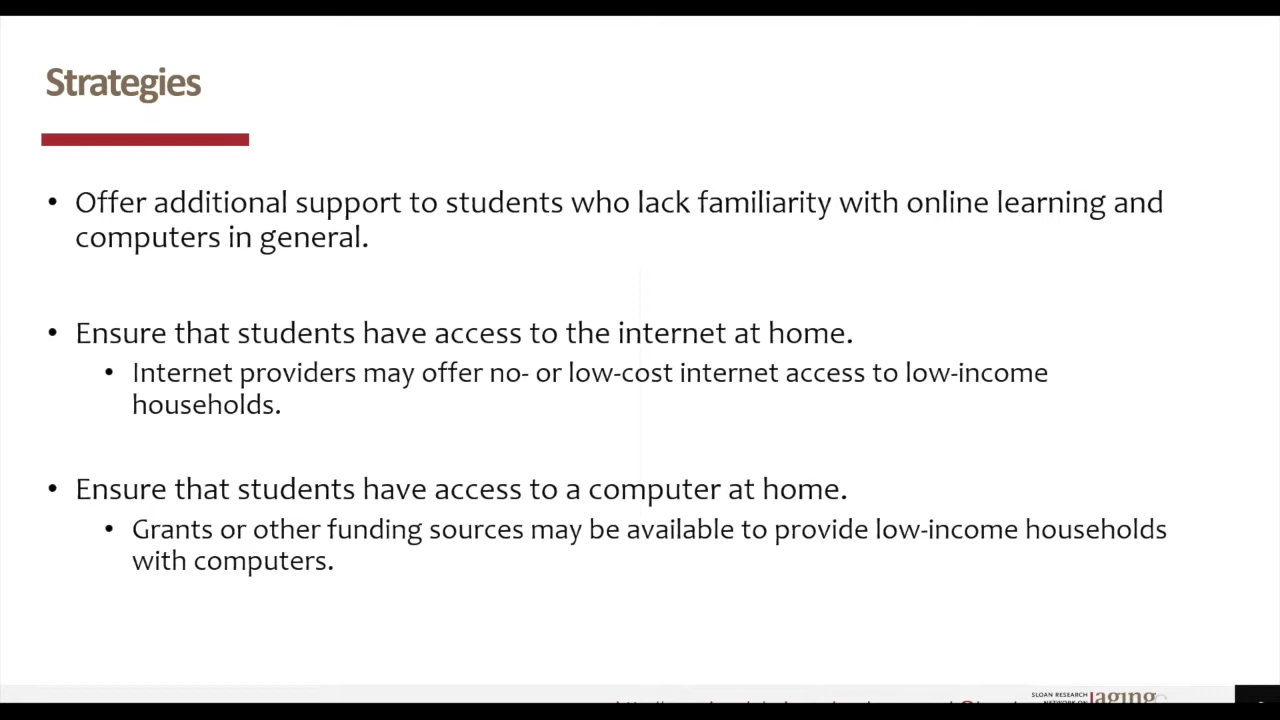 Strategies
• Offer additional support to students who lack familiarity with online learning and
computers in general.
• Ensure that students have access to the internet at home.
• Internet providers may offer no- or low-cost internet access to low-income
households.
• Ensure that students have access to a computer at home.
• Grants or other funding sources may be available to provide low-income households
with computers.
SLOAN RESEARCH
NETWORK ON
aging